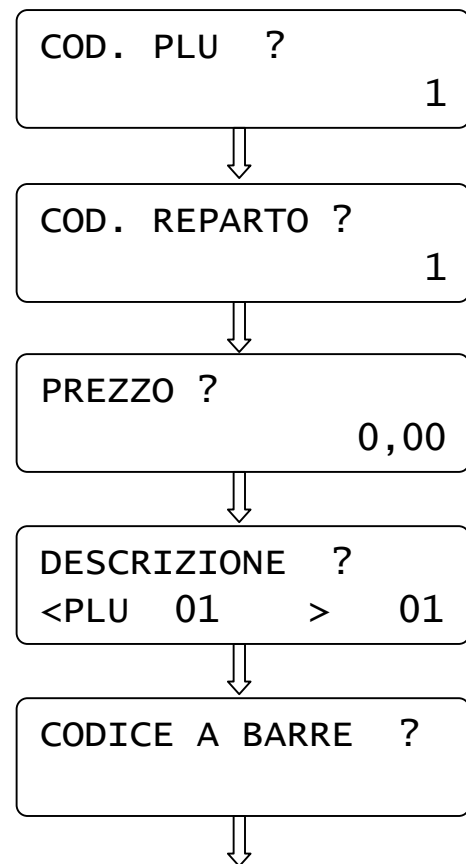 COD. PLU ?
1
COD. REPARTO ?
1
PREZZO ?
0,00
DESCRIZIONE ?
<PLU 01 > 01
CODICE A BARRE ?